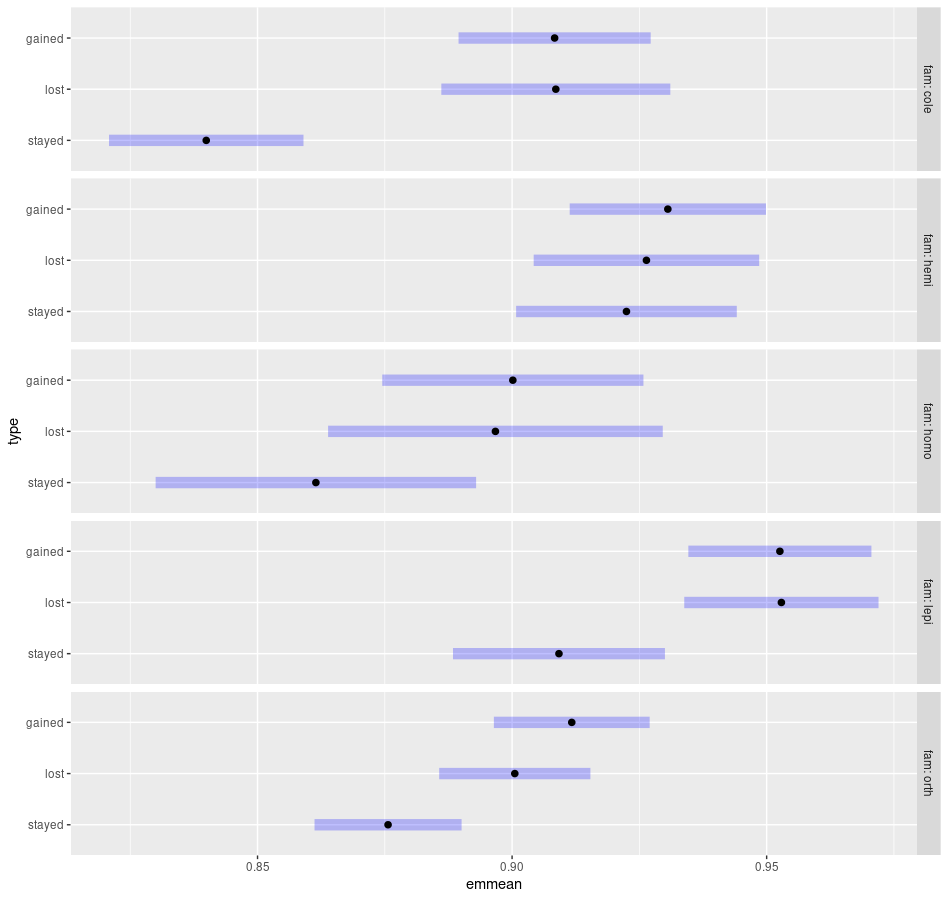 gained
lost
stayed
fam: cole
gained
lost
stayed
fam: hemi
gained
lost
stayed
fam: homo
gained
lost
stayed
fam: lepi
gained
lost
stayed
fam: orth
type
0.85
0.90
0.95
emmean